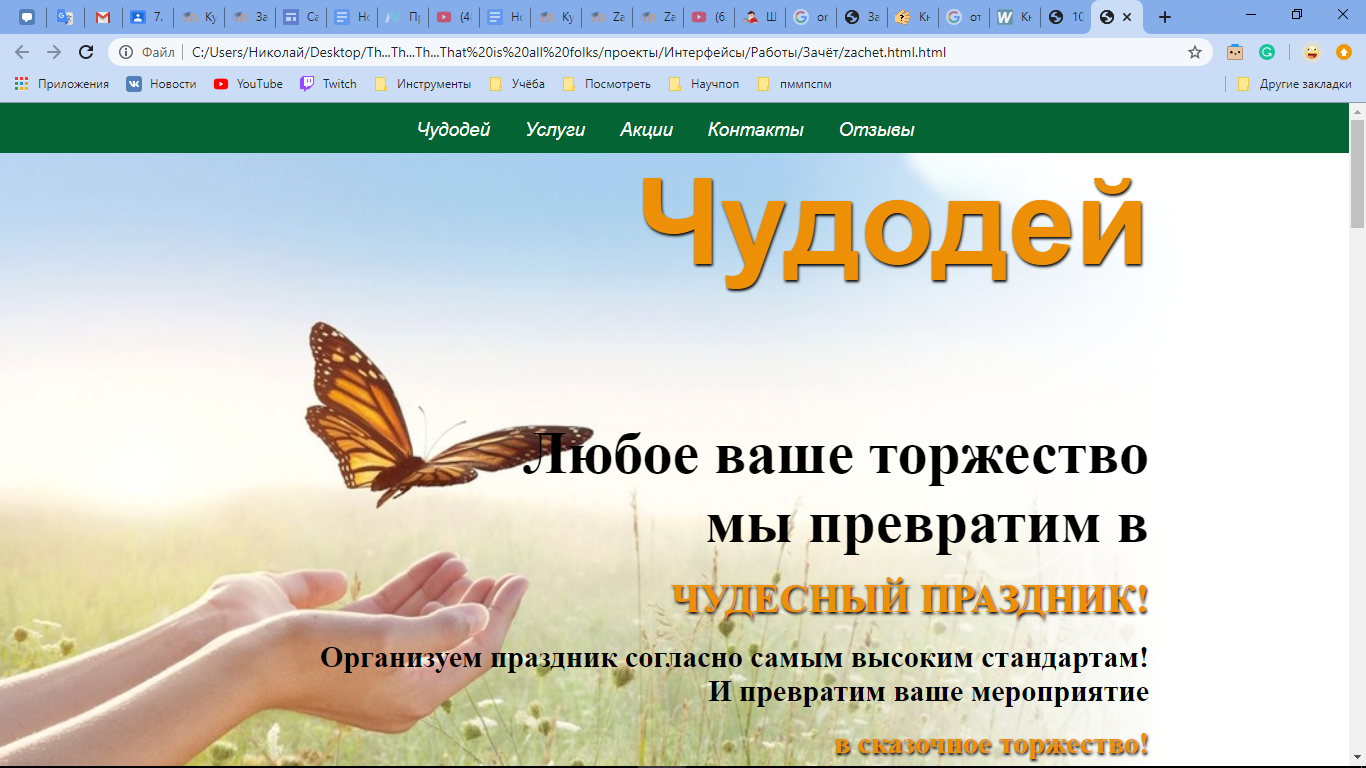 7.
Ку
За
Са
Но
Пр
(4
Но
Ку
Za
Za
(6
Ш
ог
За
Кн
от
Кн
10
Файл
C:/Users/Николай/Desktop/Th...Th...Th...That%20is%20all%20folks/проекты/Интерфейсы/Работы/Зачёт/zachet.html.html
Приложения Новости YouTube Twitch Инструменты Учёба Посмотреть Научпоп пммпспм Другие закладки
Чудодей Услуги Акции Контакты Отзывы
Чудодей
Любое ваше торжество
мы превратим в
ЧУДЕСНЫЙ ПРАЗДНИК!
Организуем праздник согласно самым высоким стандартам!
И превратим ваше мероприятие
в сказочное торжество!